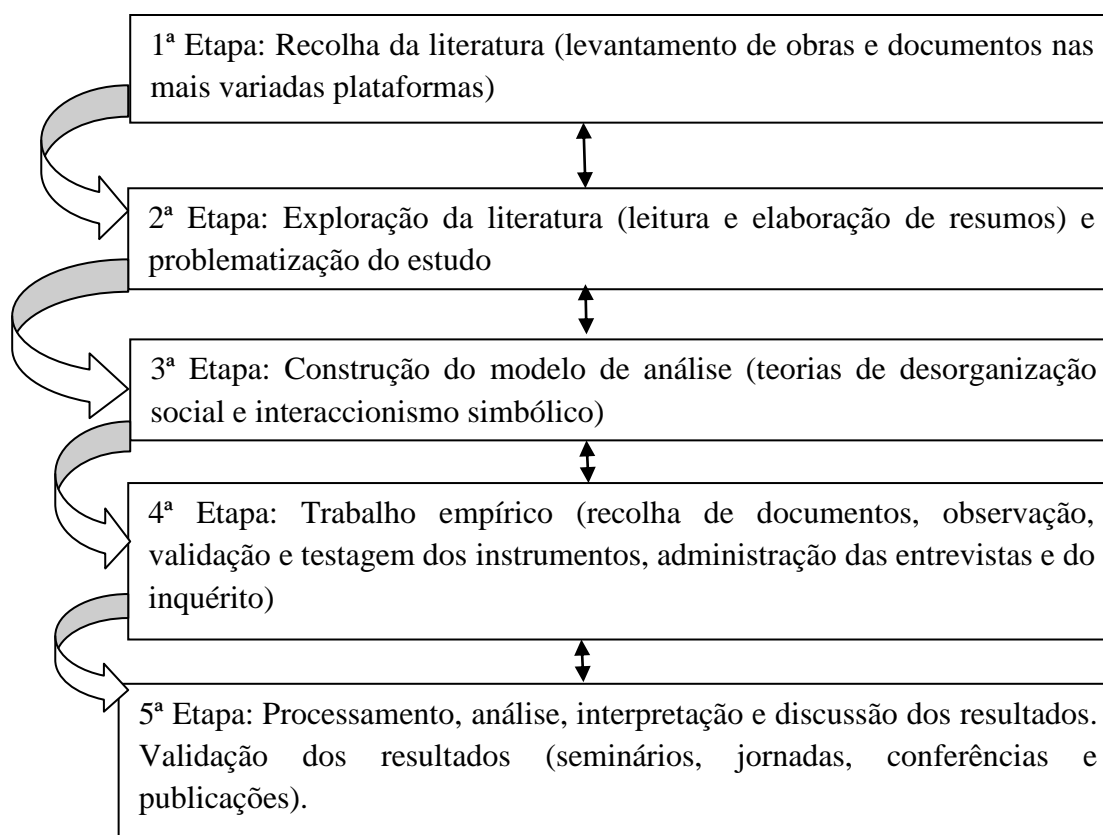 1ª Etapa: Recolha da literatura (levantamento de obras e documentos nas
mais variadas plataformas)
2ª Etapa: Exploração da literatura (leitura e elaboração de resumos) e
problematização do estudo
3ª Etapa: Construção do modelo de análise (teorias de desorganização
social e interaccionismo simbólico)
4ª Etapa: Trabalho empírico (recolha de documentos, observação,
validação e testagem dos instrumentos, administração das entrevistas e do
inquérito)
5ª Etapa: Processamento, análise, interpretação e discussão dos resultados.
Validação dos resultados (seminários, jornadas, conferências e
publicações).